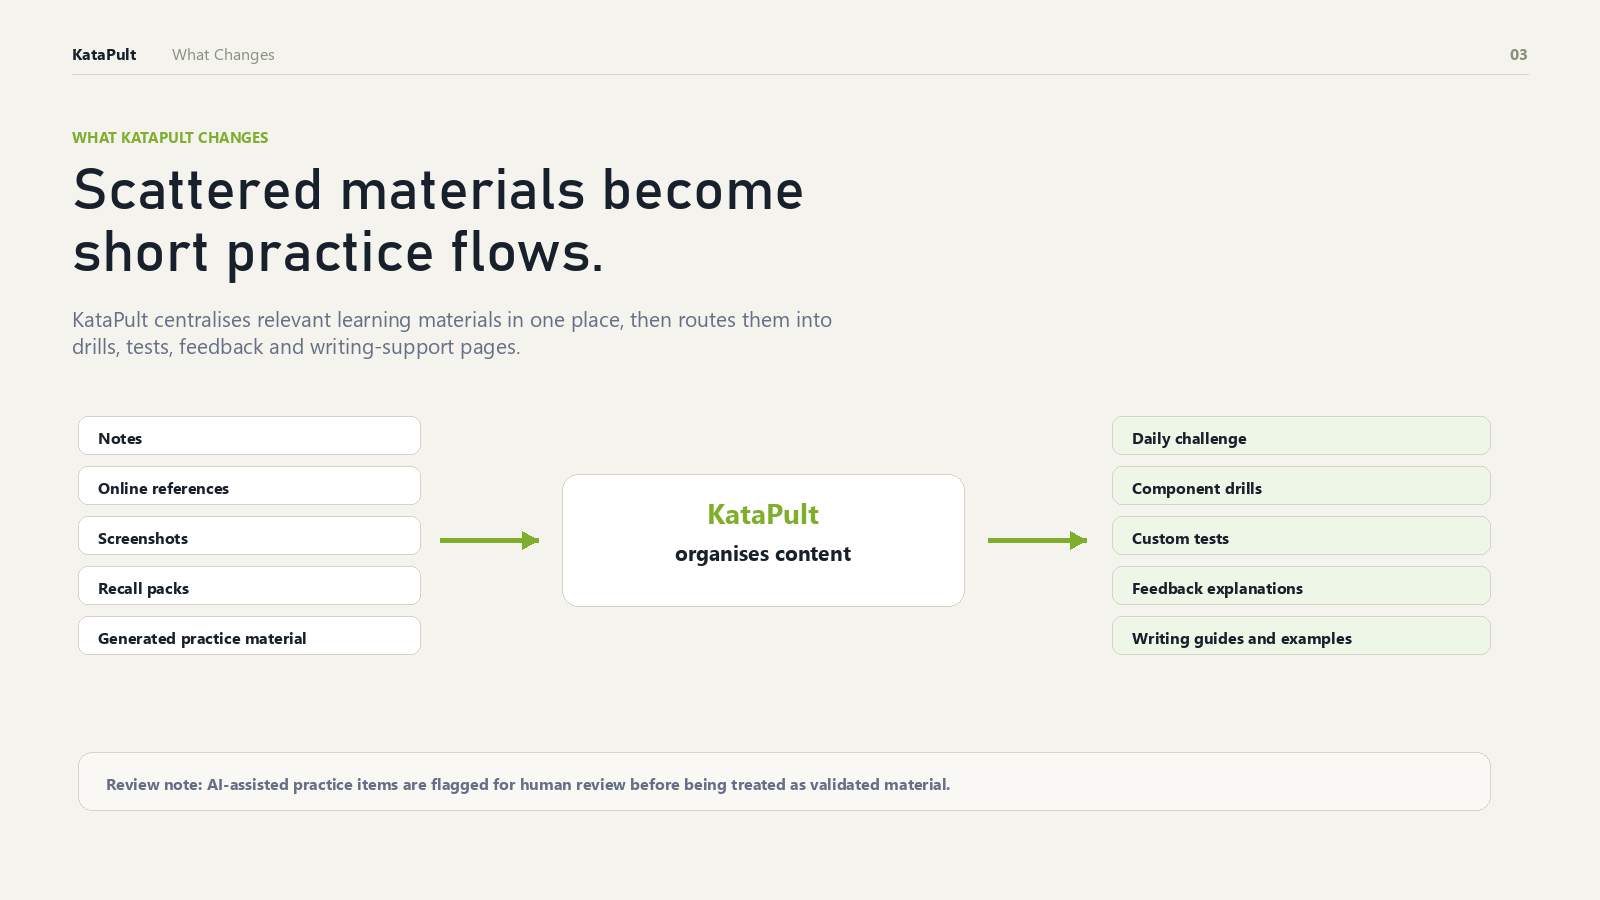 KataPult What Changes 03
WHAT KATAPULT CHANGES
Scattered materials become
short practice flows.
KataPult centralises relevant learning materials in one place, then routes them into
drills, tests, feedback and writing-support pages.
Notes
Online references
Screenshots
Recall packs
Generated practice material
KataPult
organises content
Daily challenge
Component drills
Custom tests
Feedback explanations
Writing guides and examples
Review note: AI-assisted practice items are flagged for human review before being treated as validated material.